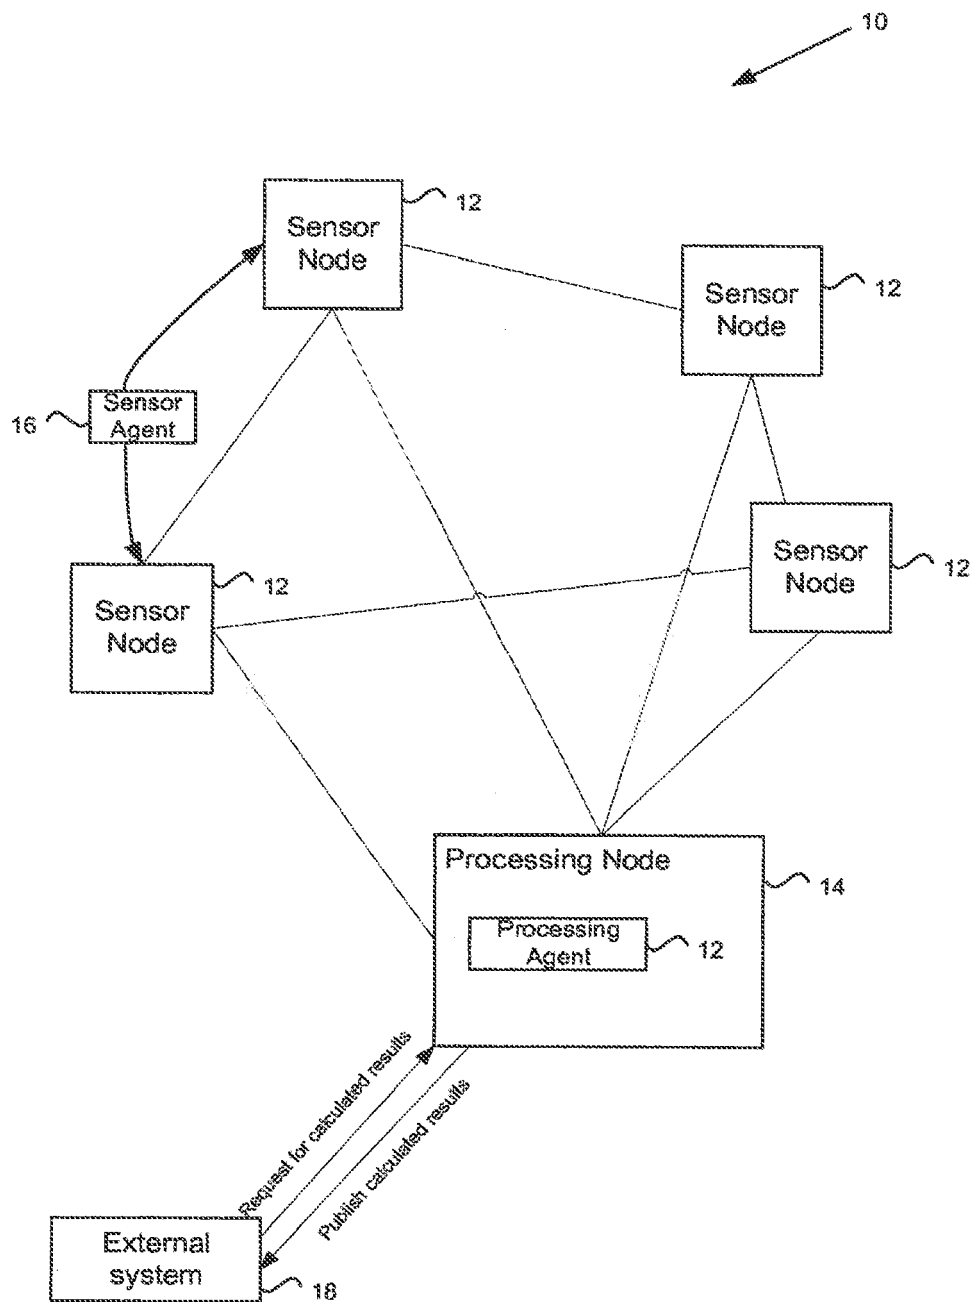 10
Sensor
Node
12
Sensor
Node
12
Sensor
Agent
16
Sensor
Node
12
Sensor
Node
12
Processing Node
14
Processing
Agent
12
Request for calculated results
Publish calculated results
External
system
18